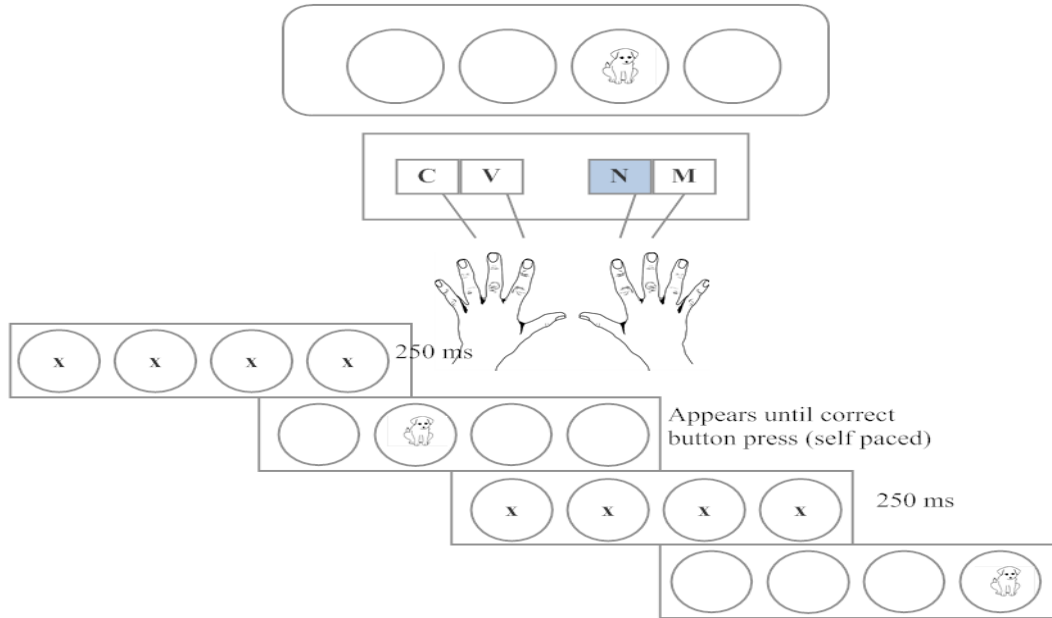 C V N M
x x x x
250 ms
Appears until correct
button press (self paced)
x x x x
250 ms